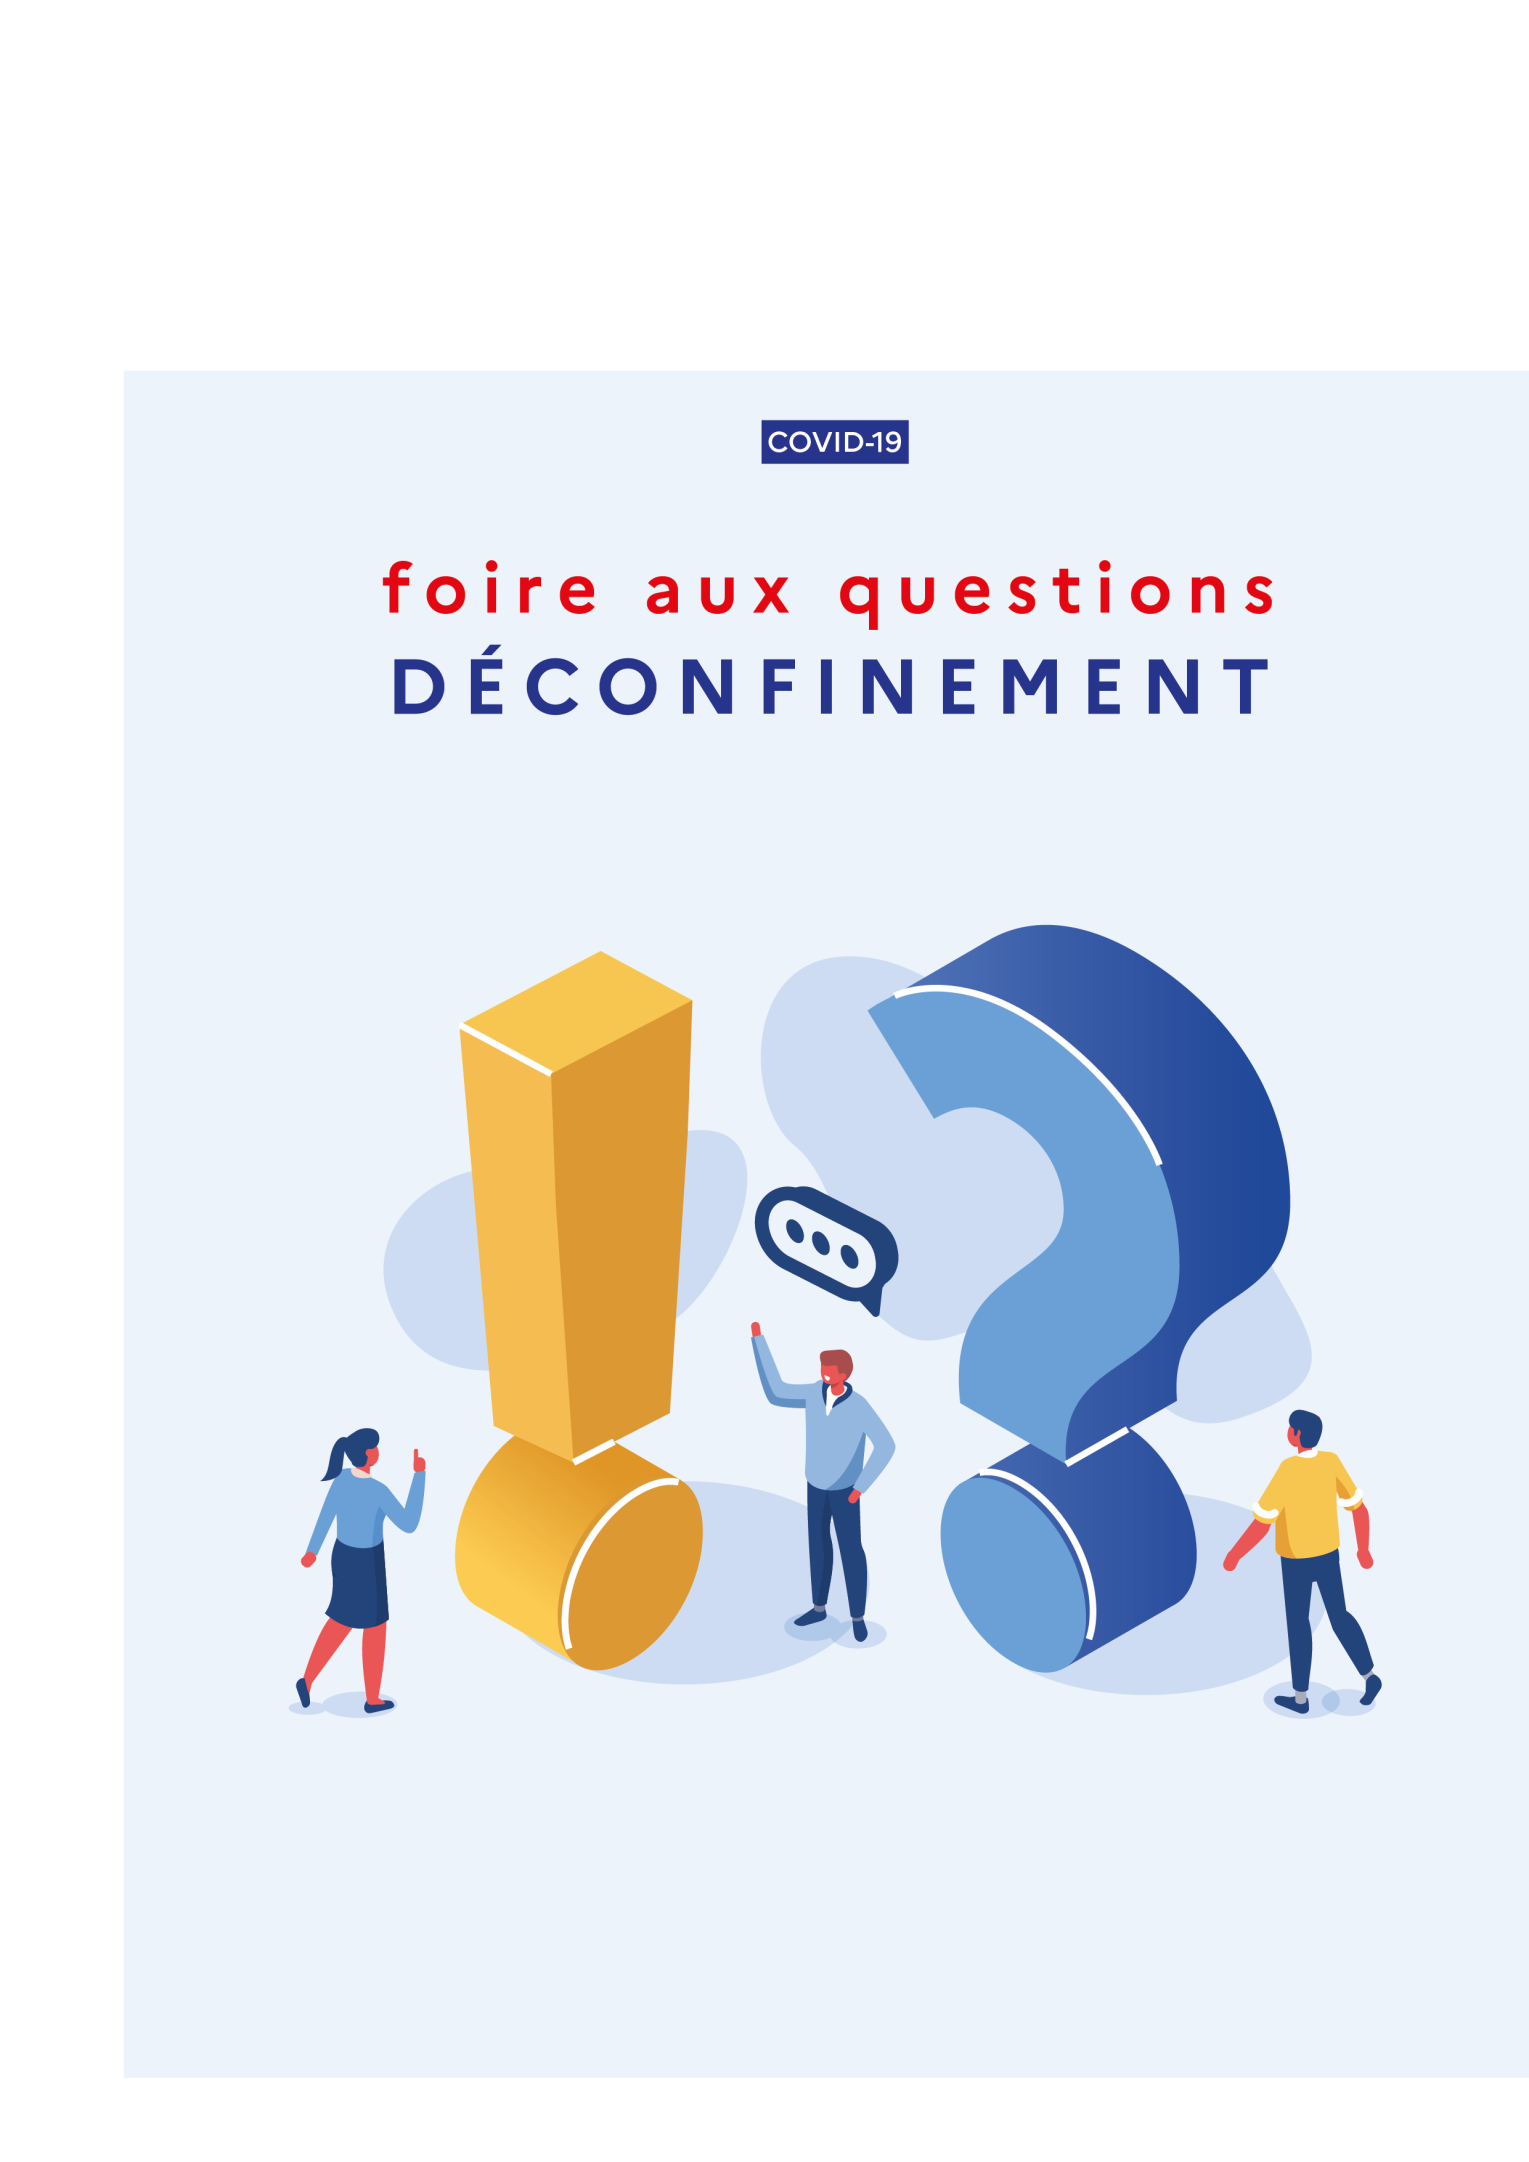 COVID-19
foire aux questions
DÉCONFINEMENT